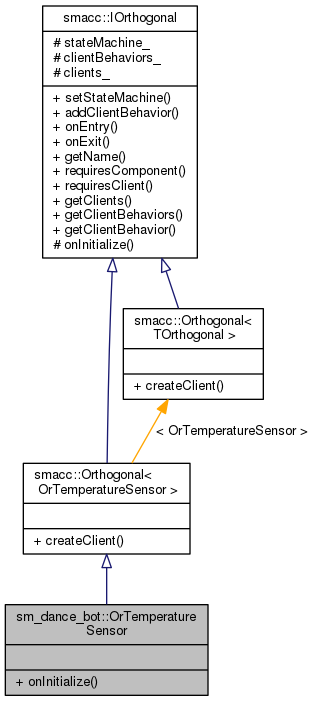 smacc::IOrthogonal
# stateMachine_
# clientBehaviors_
# clients_
+ setStateMachine()
+ addClientBehavior()
+ onEntry()
+ onExit()
+ getName()
+ requiresComponent()
+ requiresClient()
+ getClients()
+ getClientBehaviors()
+ getClientBehavior()
# onInitialize()
smacc::Orthogonal<
TOrthogonal >
+ createClient()
< OrTemperatureSensor >
smacc::Orthogonal<
OrTemperatureSensor >
+ createClient()
sm_dance_bot::OrTemperature
Sensor
+ onInitialize()